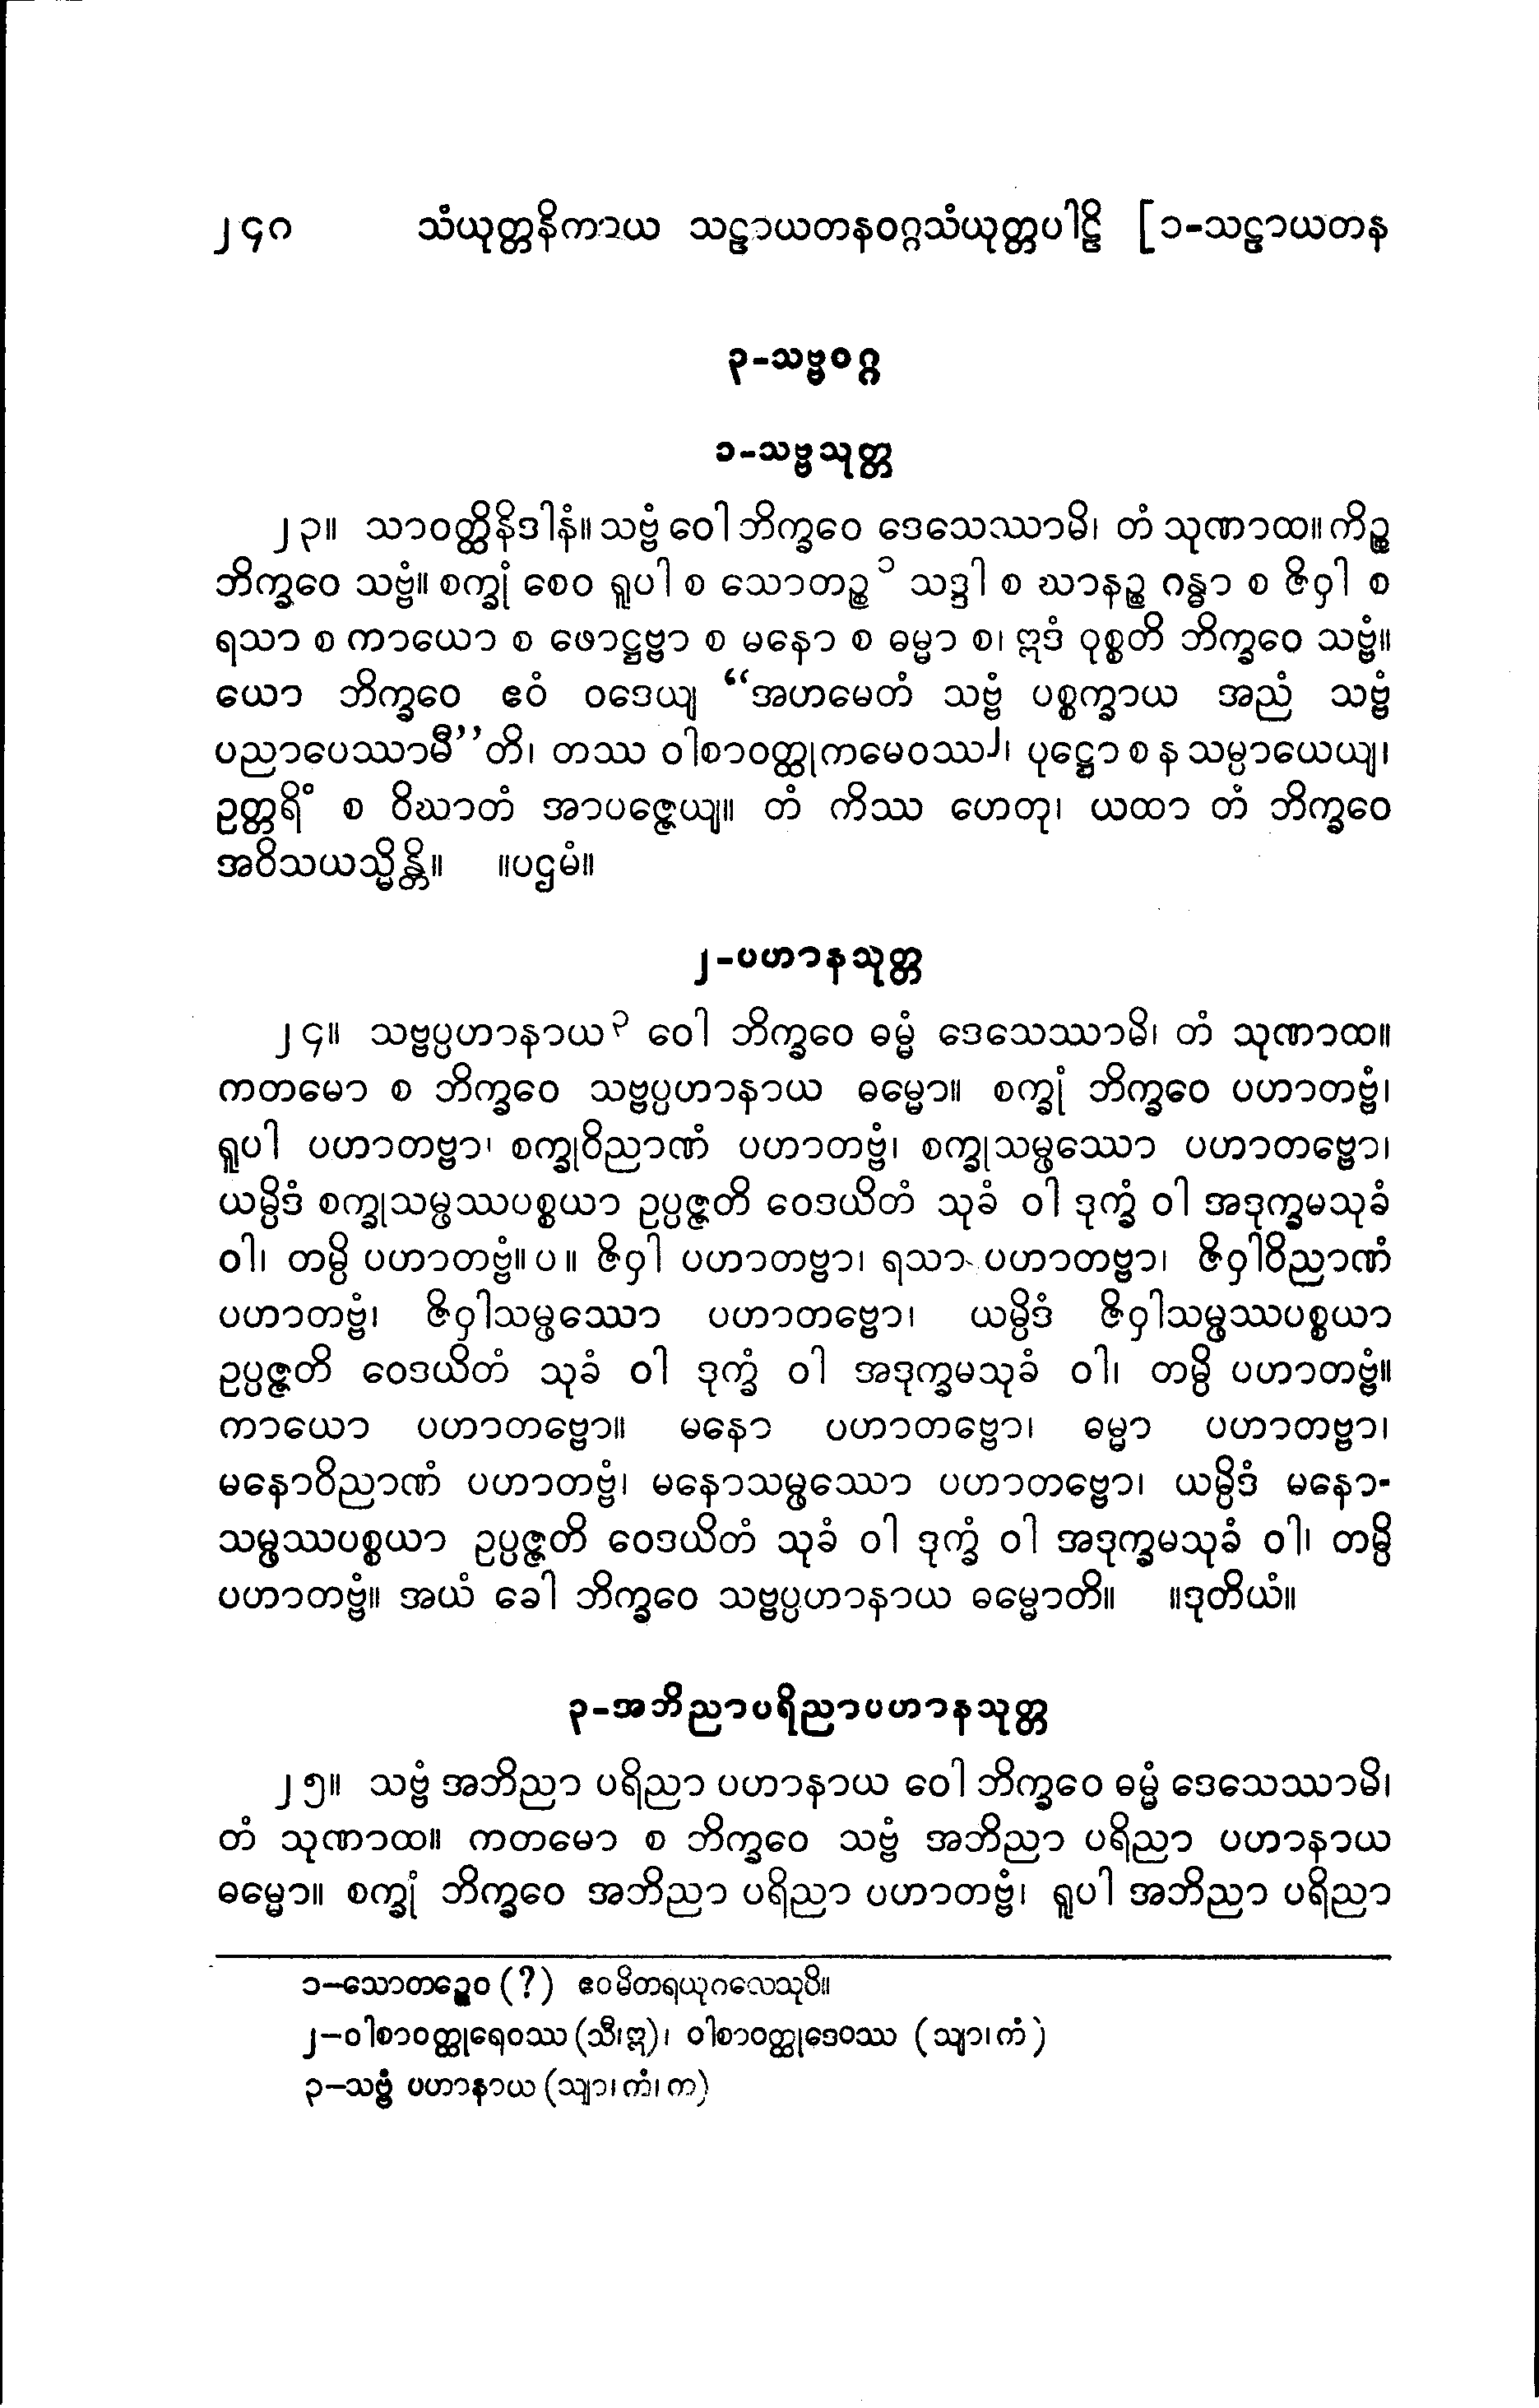 ၂၄၈ သံယုတ္တနိကာယ သဠာယတနဝဂ္ဂသံယုတ္တပါဠိ [၁-သဠာယတန
၃-သဗ္ဗဝဂ္ဂ
၁-သဗ္ဗသုတ္တ
၂၃။ သာဝတ္ထိနိဒါနံ။ သဗ္ဗံ ဝေါ ဘိက္ခဝေ ဒေသေဿာမိ၊ တံ သုဏာထ။ ကိဉ္စ
ဘိက္ခဝေ သဗ္ဗံ။ စက္ခုံ စေဝ ရူပါ စ သောတဉ္စ ၁ သဒ္ဒါ စ ဃာနဉ္စ ဂန္ဓာ စ ဇိဝှါ စ
ရသာ စ ကာယော စ ဖောဋ္ဌဗ္ဗာ စ မနော စ ဓမ္မာ စ၊ ဣဒံ ဝုစ္စတိ ဘိက္ခဝေ သဗ္ဗံ။
ယော ဘိက္ခဝေ ဧဝံ ဝဒေယျ “အဟမေတံ သဗ္ဗံ ပစ္စက္ခာယ အညံ သဗ္ဗံ
ပညာပေဿာမီ’’တိ၊ တဿ ဝါစာဝတ္ထုကမေဝဿ၂၊ ပုဋ္ဌော စ န သမ္ပာယေယျ၊
ဥတ္တရိံ စ ဝိဃာတံ အာပဇ္ဇေယျ။ တံ ကိဿ ဟေတု၊ ယထာ တံ ဘိက္ခဝေ
အဝိသယသ္မိန္တိ။ ။ပဌမံ။
၂-ပဟာနသုတ္တ
၂၄။ သဗ္ဗပ္ပဟာနာယ၃ ဝေါ ဘိက္ခဝေ ဓမ္မံ ဒေသေဿာမိ၊ တံ သုဏာထ။
ကတမော စ ဘိက္ခဝေ သဗ္ဗပ္ပဟာနာယ ဓမ္မော။ စက္ခုံ ဘိက္ခဝေ ပဟာတဗ္ဗံ၊
ရူပါ ပဟာတဗ္ဗာ၊ စက္ခုဝိညာဏံ ပဟာတဗ္ဗံ၊ စက္ခုသမ္ဖဿော ပဟာတဗ္ဗော၊
ယမ္ပိဒံ စက္ခုသမ္ဖဿပစ္စယာ ဥပ္ပဇ္ဇတိ ဝေဒယိတံ သုခံ ဝါ ဒုက္ခံ ဝါ အဒုက္ခမသုခံ
ဝါ၊ တမ္ပိ ပဟာတဗ္ဗံ။ ပ ။ ဇိဝှါ ပဟာတဗ္ဗာ၊ ရသာ ပဟာတဗ္ဗာ၊ ဇိဝှါဝိညာဏံ
ပဟာတဗ္ဗံ၊ ဇိဝှါသမ္ဖဿော ပဟာတဗ္ဗော၊ ယမ္ပိဒံ ဇိဝှါသမ္ဖဿပစ္စယာ
ဥပ္ပဇ္ဇတိ ဝေဒယိတံ သုခံ ဝါ ဒုက္ခံ ဝါ အဒုက္ခမသုခံ ဝါ၊ တမ္ပိ ပဟာတဗ္ဗံ။
ကာယော ပဟာတဗ္ဗော။ မနော ပဟာတဗ္ဗော၊ ဓမ္မာ ပဟာတဗ္ဗာ၊
မနောဝိညာဏံ ပဟာတဗ္ဗံ၊ မနောသမ္ဖဿော ပဟာတဗ္ဗော၊ ယမ္ပိဒံ မနော-
သမ္ဖဿပစ္စယာ ဥပ္ပဇ္ဇတိ ဝေဒယိတံ သုခံ ဝါ ဒုက္ခံ ဝါ အဒုက္ခမသုခံ ဝါ၊ တမ္ပိ
ပဟာတဗ္ဗံ။ အယံ ခေါ ဘိက္ခဝေ သဗ္ဗပ္ပဟာနာယ ဓမ္မောတိ။ ။ဒုတိယံ။
၃-အဘိညာပရိညာပဟာနသုတ္တ
၂၅။ သဗ္ဗံ အဘိညာ ပရိညာ ပဟာနာယ ဝေါ ဘိက္ခဝေ ဓမ္မံ ဒေသေဿာမိ၊
တံ သုဏာထ။ ကတမော စ ဘိက္ခဝေ သဗ္ဗံ အဘိညာ ပရိညာ ပဟာနာယ
ဓမ္မော။ စက္ခုံ ဘိက္ခဝေ အဘိညာ ပရိညာ ပဟာတဗ္ဗံ၊ ရူပါ အဘိညာ ပရိညာ
၁–သောတဉ္စေဝ (?) ဧဝမိတရယုဂလေသုပိ။
၂–ဝါစာဝတ္ထုရေဝဿ (သီ၊ဣ)၊ ဝါစာဝတ္ထုဒေဝဿ (သျာ၊ကံ)
၃–သဗ္ဗံ ပဟာနာယ (သျာ၊ ကံ၊ က)